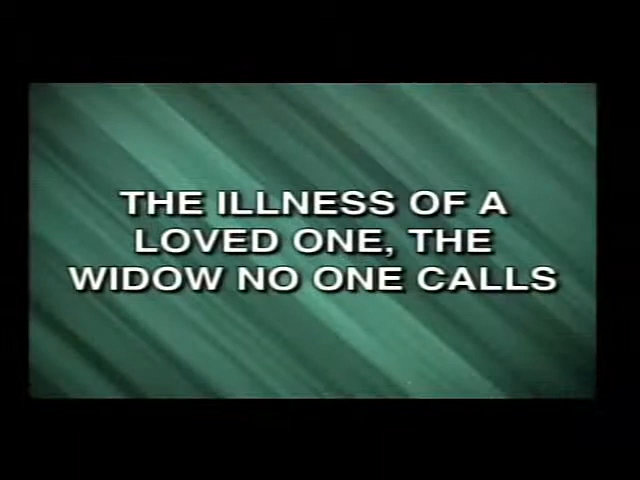 THE ILLNESS OF A
LOVED ONE, THE
WIDOW NO ONE CALLS